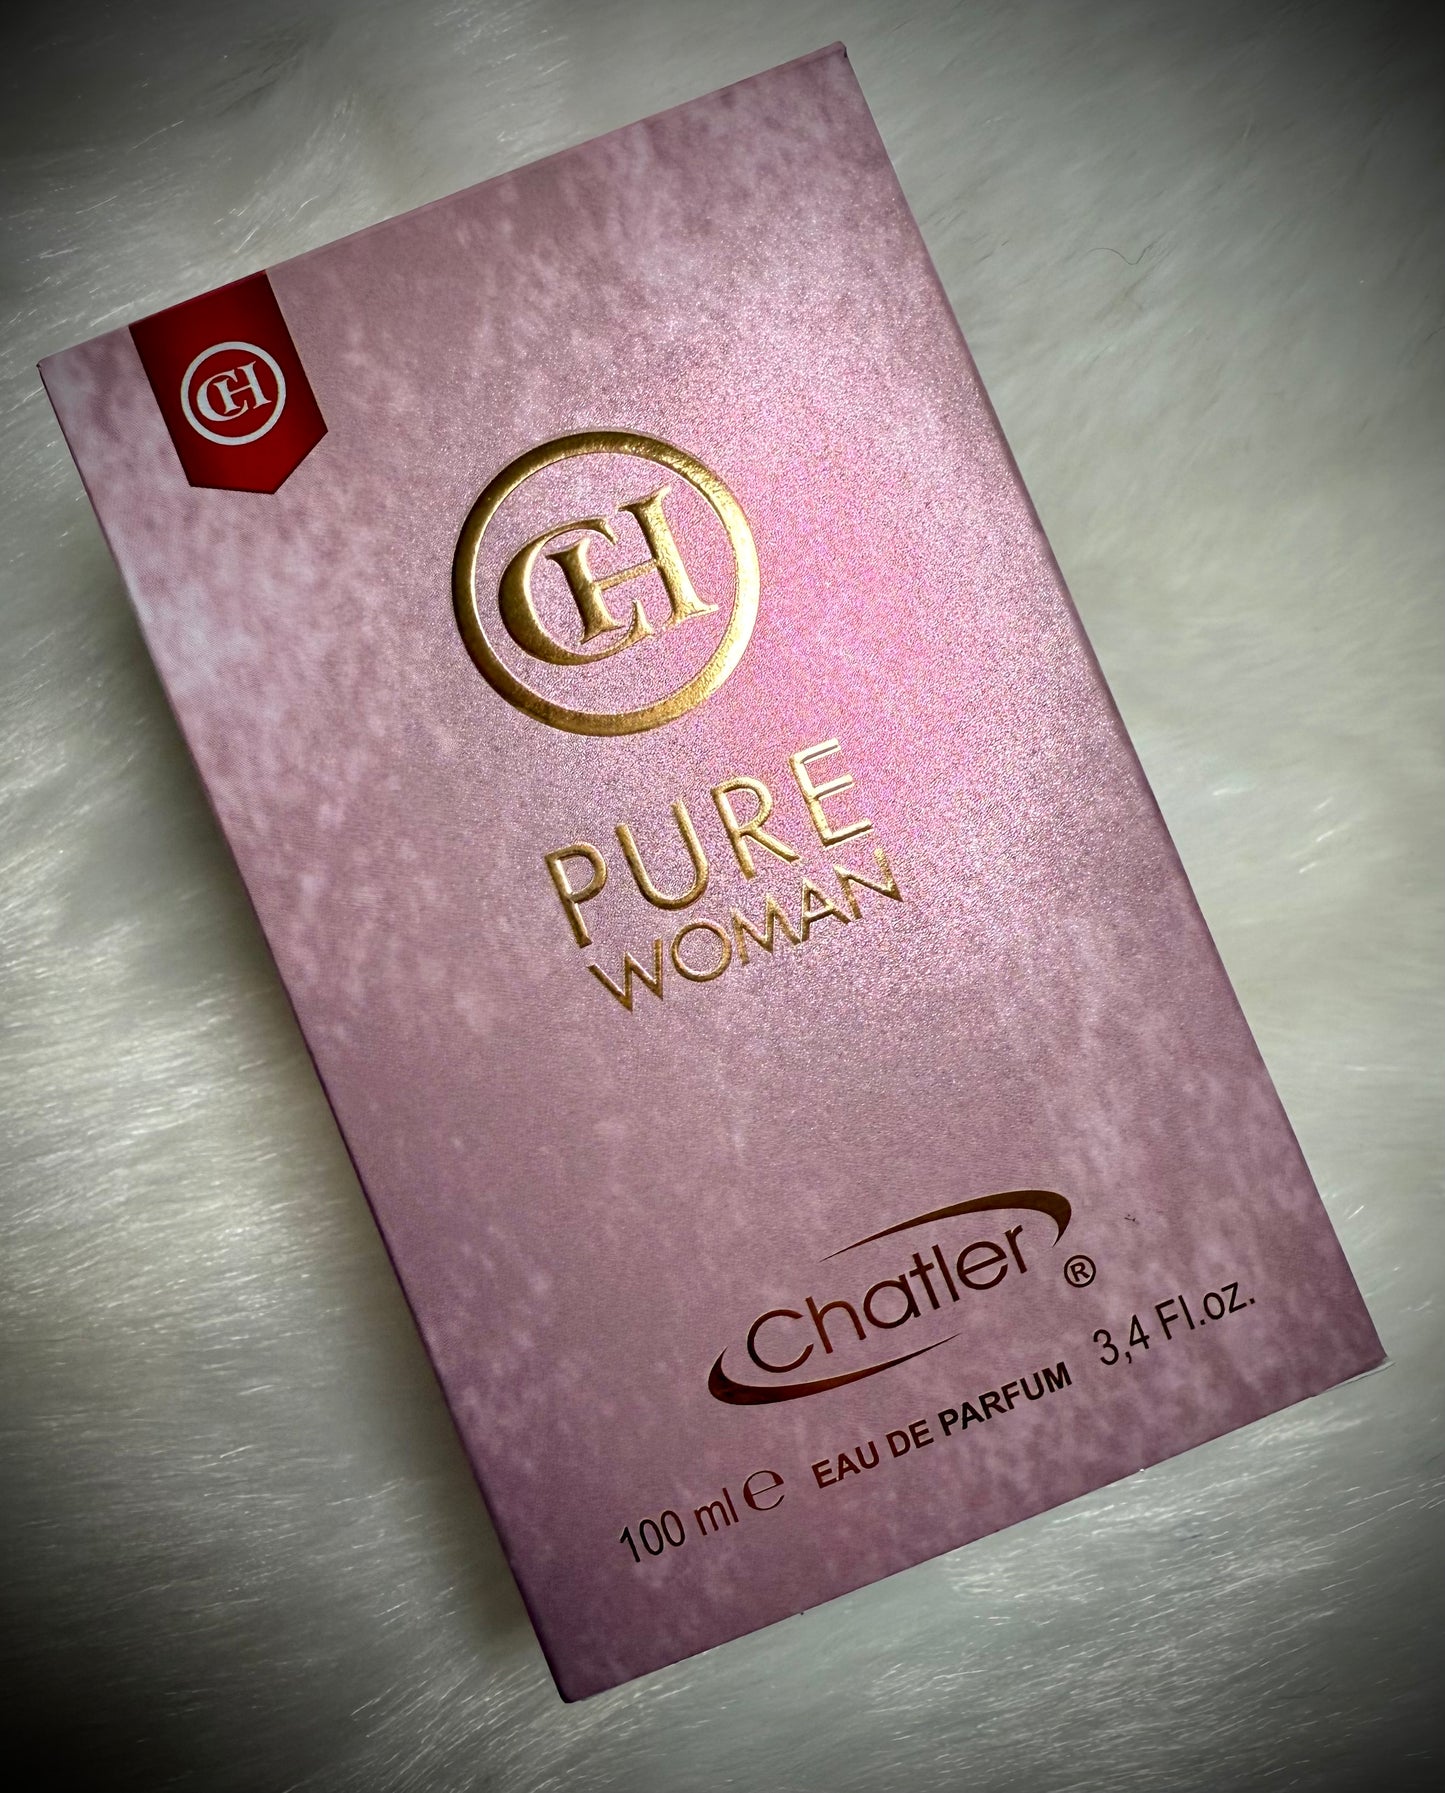 CH
CH
PURE
WOMAN
Chatler ®
100 ml ℮ EAU DE PARFUM 3,4 Fl.oz.